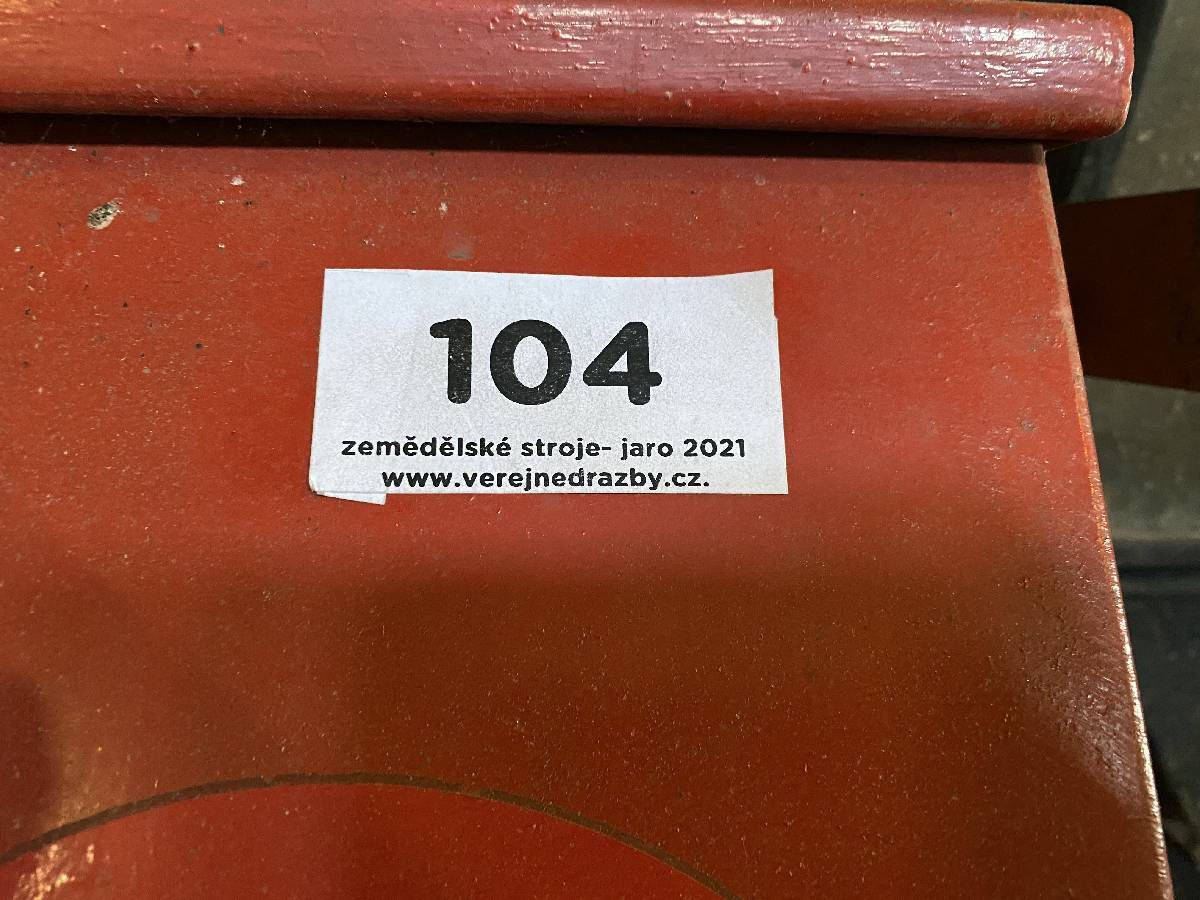 104
zemědělské stroje- jaro 2021
www.verejnedrazby.cz.